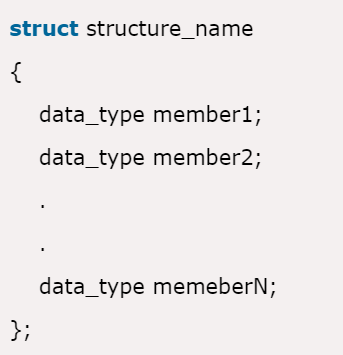 struct structure_name
{
data_type member1;
data_type member2;
.
.
data_type memeberN;
};